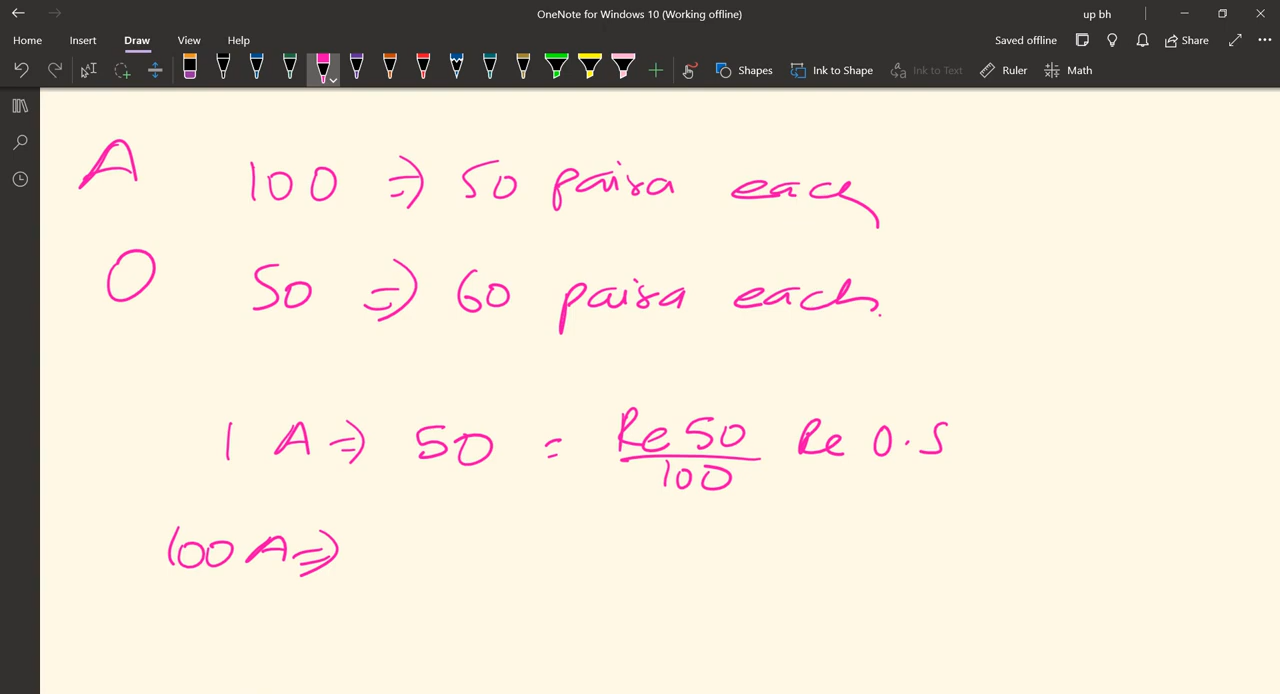 OneNote for Windows 10 (Working offline) up bh
Home Insert Draw View Help Saved offline Share
Shapes Ink to Shape Ink to Text Ruler Math
A 100 => 50 paisa each
O 50 => 60 paisa each.
1 A => 50 = Re 50/100 Re 0.5
100 A =>